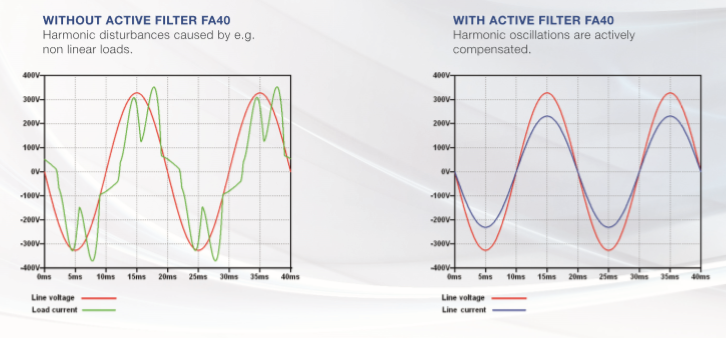 WITHOUT ACTIVE FILTER FA40
Harmonic disturbances caused by e.g.
non linear loads.
400V
300V
200V
100V
0V
-100V
-200V
-300V
-400V
0ms 5ms 10ms 15ms 20ms 25ms 30ms 35ms 40ms
Line voltage
Load current
WITH ACTIVE FILTER FA40
Harmonic oscillations are actively
compensated.
400V
300V
200V
100V
0V
-100V
-200V
-300V
-400V
0ms 5ms 10ms 15ms 20ms 25ms 30ms 35ms 40ms
Line voltage
Line current